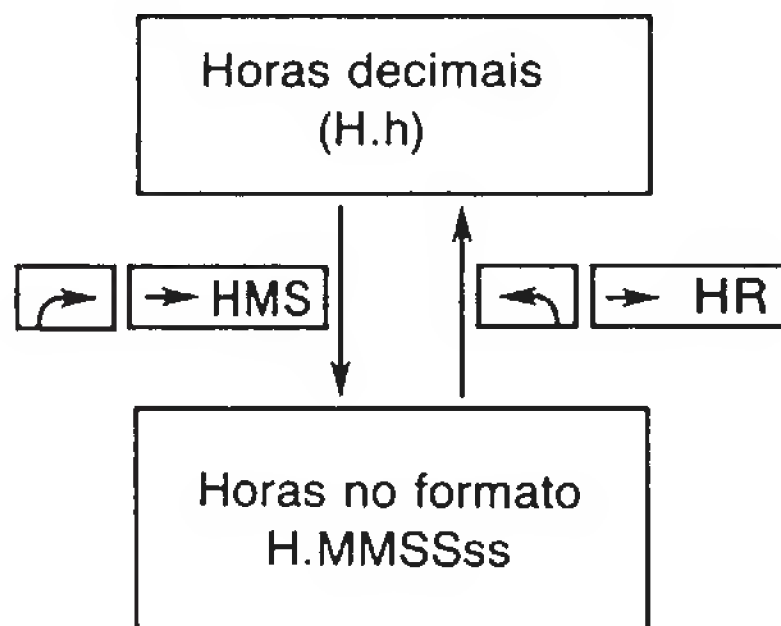 Horas decimais
(H.h)
→ HMS
→ HR
Horas no formato
H.MMSSss